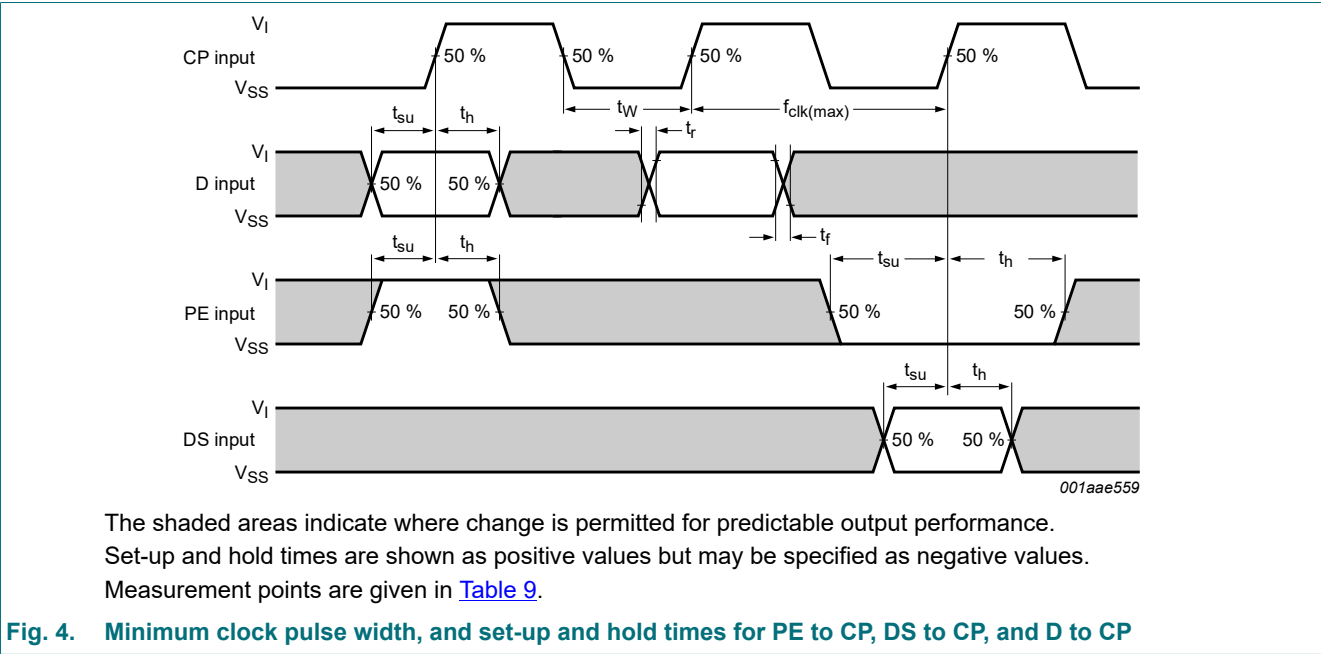 VI
CP input
50 % 50 % 50 % 50 %
VSS
tsu th tW fclk(max)
tr
VI
D input
50 % 50 %
VSS
tsu th tf tsu th
VI
PE input
50 % 50 % 50 % 50 %
VSS
tsu th
VI
DS input
50 % 50 %
VSS
001aae559
The shaded areas indicate where change is permitted for predictable output performance.
Set-up and hold times are shown as positive values but may be specified as negative values.
Measurement points are given in Table 9.
Fig. 4. Minimum clock pulse width, and set-up and hold times for PE to CP, DS to CP, and D to CP